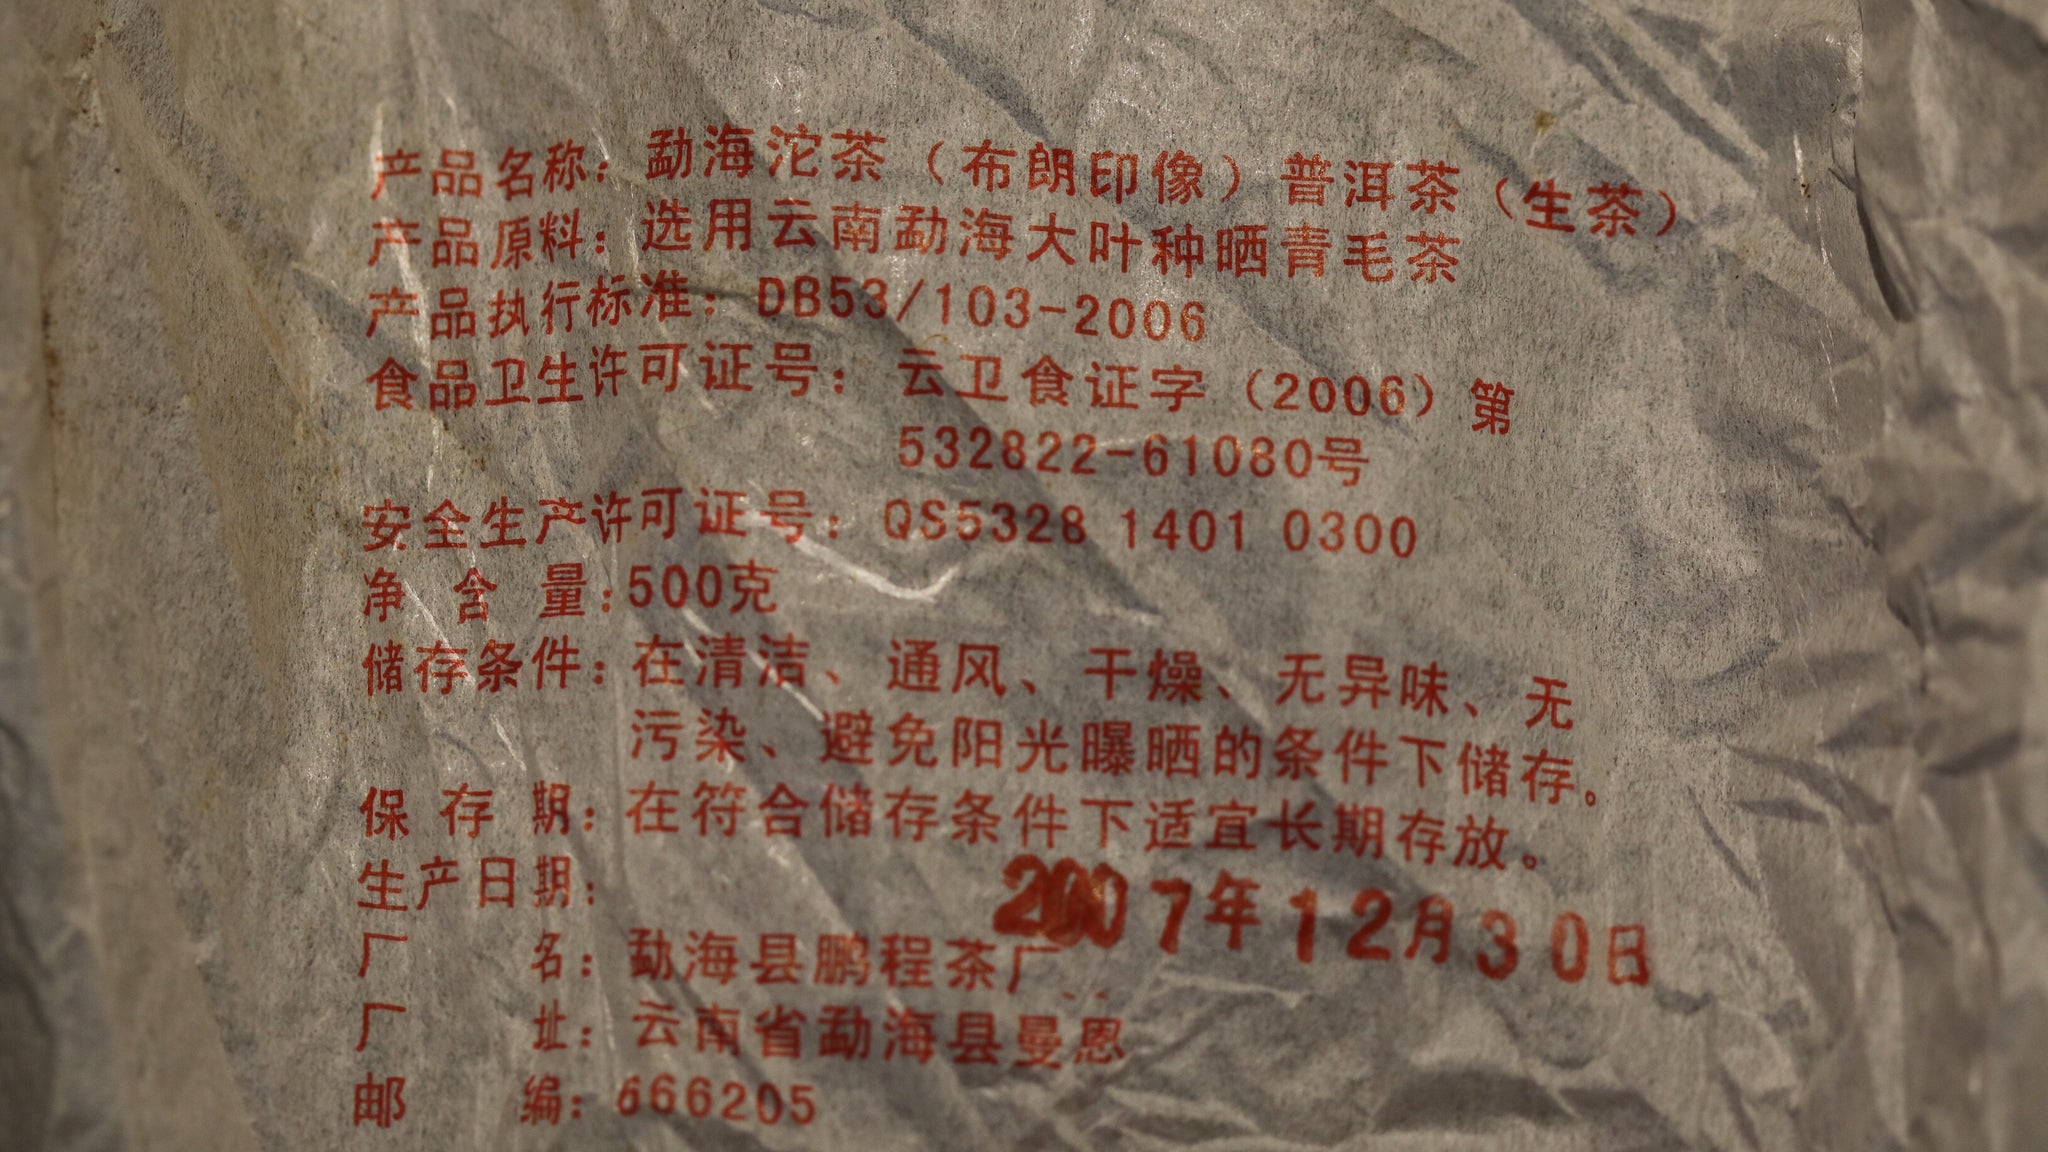 产品名称：勐海沱茶（布朗印像）普洱茶（生茶）
产品原料：选用云南勐海大叶种晒青毛茶
产品执行标准：DB53/103-2006
食品卫生许可证号：云卫食证字（2006）第
532822-61080号
安全生产许可证号：QS5328 1401 0300
净含量：500克
储存条件：在清洁、通风、干燥、无异味、无
污染、避免阳光曝晒的条件下储存。
保存期：在符合储存条件下适宜长期存放。
生产日期：2007年12月30日
厂名：勐海县鹏程茶厂
厂址：云南省勐海县曼恩
邮编：666205